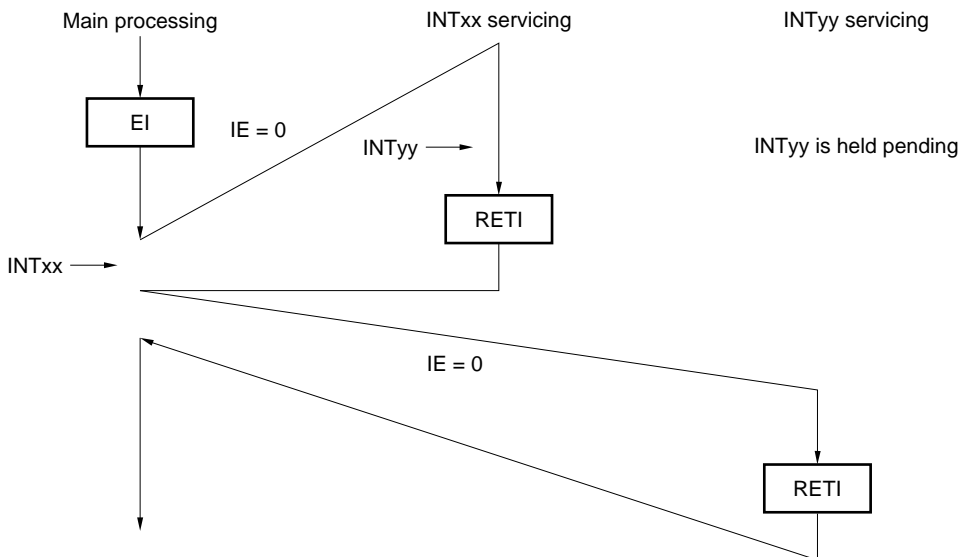 Main processing
INTxx servicing
INTyy servicing
EI
IE = 0
INTyy
INTyy is held pending
RETI
INTxx
IE = 0
RETI